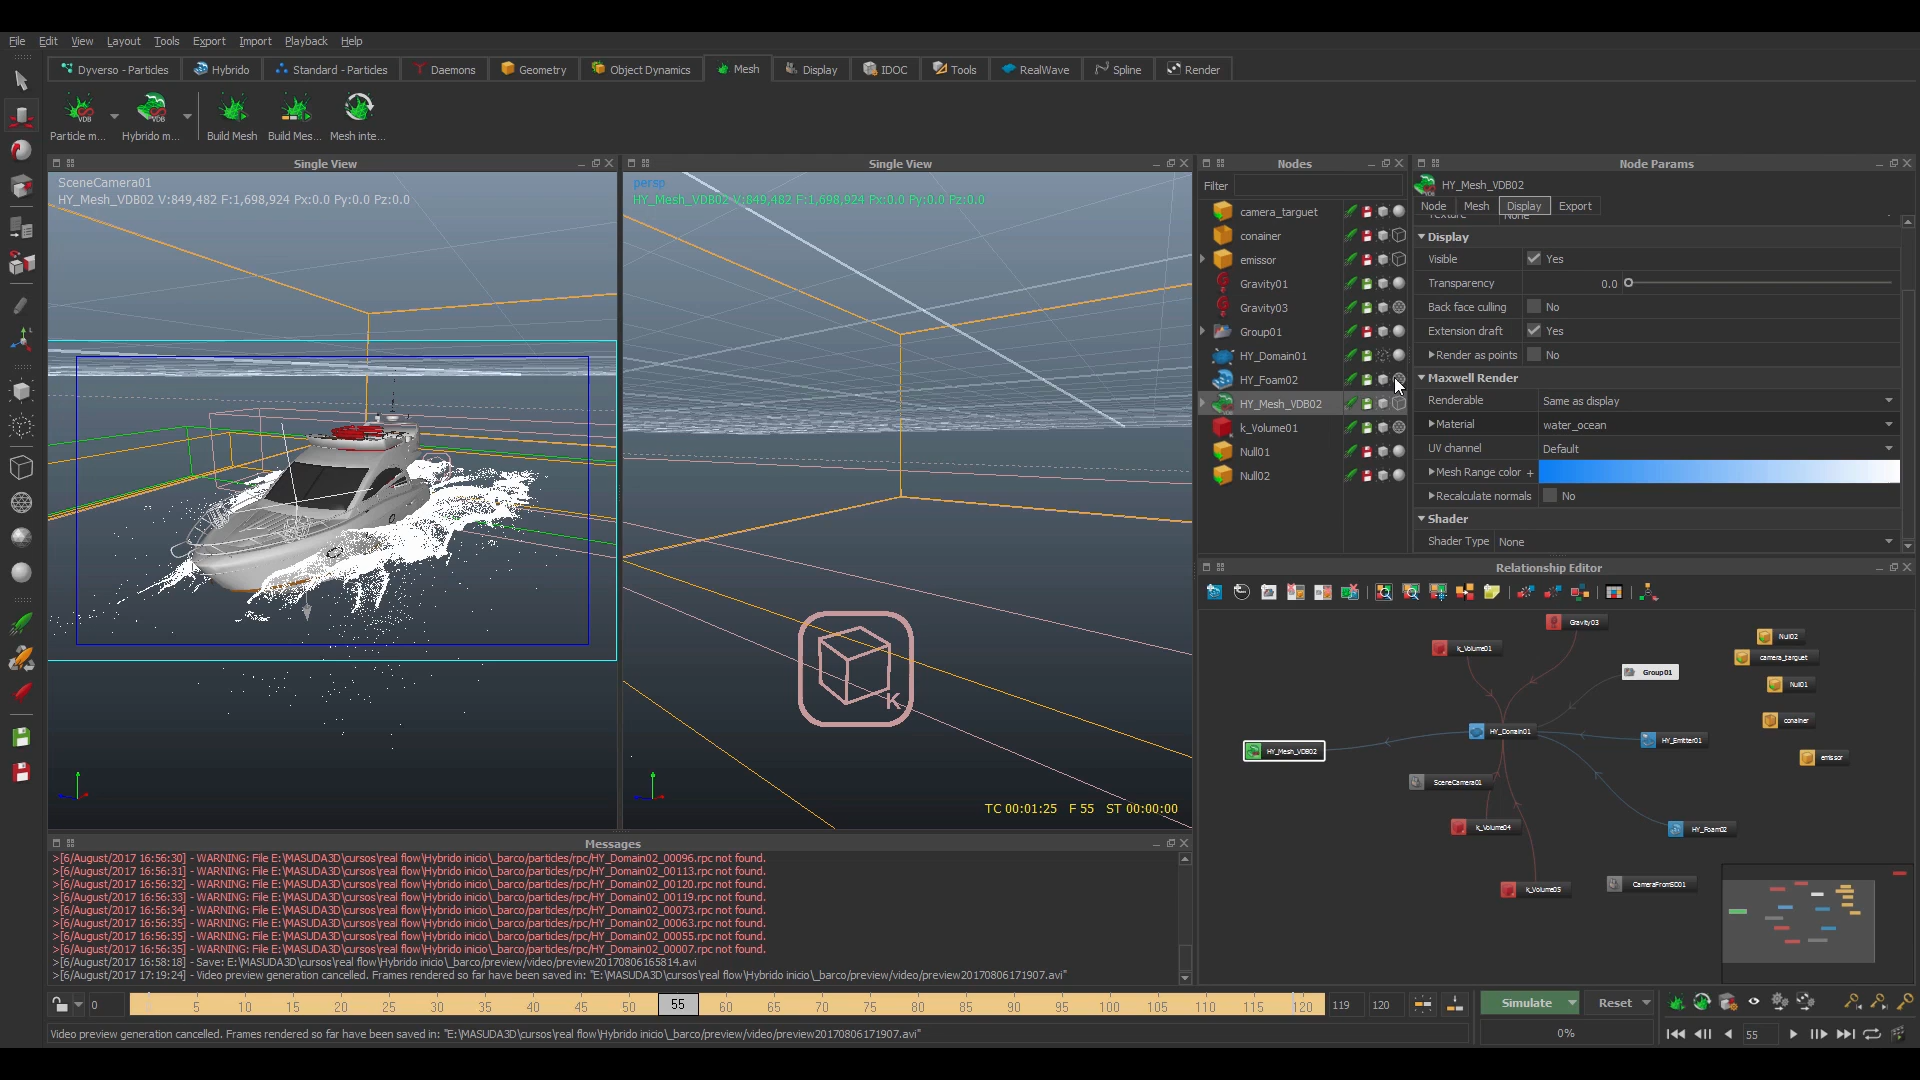 File Edit View Layout Tools Export Import Playback Help
Dyverso - Particles Hybrido Standard - Particles Daemons Geometry Object Dynamics Mesh Display IDOC Tools RealWave Spline Render
VDB VDB
Particle m... Hybrido m... Build Mesh Build Mes... Mesh inte...
Single View
SceneCamera01
HY_Mesh_VDB02 V:849,482 F:1,698,924 Px:0.0 Py:0.0 Pz:0.0
Single View
persp
HY_Mesh_VDB02 V:849,482 F:1,698,924 Px:0.0 Py:0.0 Pz:0.0
K
TC 00:01:25 F 55 ST 00:00:00
Nodes
Filter
camera_targuet
conainer
emissor
Gravity01
Gravity03
Group01
HY_Domain01
HY_Foam02
HY_Mesh_VDB02
k_Volume01
Null01
Null02
Node Params
HY_Mesh_VDB02
Node Mesh Display Export
Texture None
Display
Visible Yes
Transparency 0.0
Back face culling No
Extension draft Yes
Render as points No
Maxwell Render
Renderable Same as display
Material water_ocean
UV channel Default
Mesh Range color +
Recalculate normals No
Shader
Shader Type None
Relationship Editor
Gravity03
k_Volume01
Null02
camera_targuet
Group01
Null01
conainer
HY_Domain01
HY_Emitter01
HY_Mesh_VDB02
emissor
SceneCamera01
k_Volume04
HY_Foam02
k_Volume05
CameraFromSD01
Messages
>[6/August/2017 16:56:30] - WARNING: File E:\MASUDA3D\cursos\real flow\Hybrido inicio\_barco/particles/rpc/HY_Domain02_00096.rpc not found.
>[6/August/2017 16:56:31] - WARNING: File E:\MASUDA3D\cursos\real flow\Hybrido inicio\_barco/particles/rpc/HY_Domain02_00113.rpc not found.
>[6/August/2017 16:56:32] - WARNING: File E:\MASUDA3D\cursos\real flow\Hybrido inicio\_barco/particles/rpc/HY_Domain02_00120.rpc not found.
>[6/August/2017 16:56:33] - WARNING: File E:\MASUDA3D\cursos\real flow\Hybrido inicio\_barco/particles/rpc/HY_Domain02_00119.rpc not found.
>[6/August/2017 16:56:34] - WARNING: File E:\MASUDA3D\cursos\real flow\Hybrido inicio\_barco/particles/rpc/HY_Domain02_00073.rpc not found.
>[6/August/2017 16:56:35] - WARNING: File E:\MASUDA3D\cursos\real flow\Hybrido inicio\_barco/particles/rpc/HY_Domain02_00063.rpc not found.
>[6/August/2017 16:56:35] - WARNING: File E:\MASUDA3D\cursos\real flow\Hybrido inicio\_barco/particles/rpc/HY_Domain02_00055.rpc not found.
>[6/August/2017 16:56:35] - WARNING: File E:\MASUDA3D\cursos\real flow\Hybrido inicio\_barco/particles/rpc/HY_Domain02_00007.rpc not found.
>[6/August/2017 16:58:18] - Save: E:\MASUDA3D\cursos\real flow\Hybrido inicio\_barco/preview/video/preview20170806165814.avi
>[6/August/2017 17:19:24] - Video preview generation cancelled. Frames rendered so far have been saved in: "E:\MASUDA3D\cursos\real flow\Hybrido inicio\_barco/preview/video/preview20170806171907.avi"
0 5 10 15 20 25 30 35 40 45 50 55 60 65 70 75 80 85 90 95 100 105 110 115 120 119 120
Simulate Reset
Video preview generation cancelled. Frames rendered so far have been saved in: "E:\MASUDA3D\cursos\real flow\Hybrido inicio\_barco/preview/video/preview20170806171907.avi"
0%
55